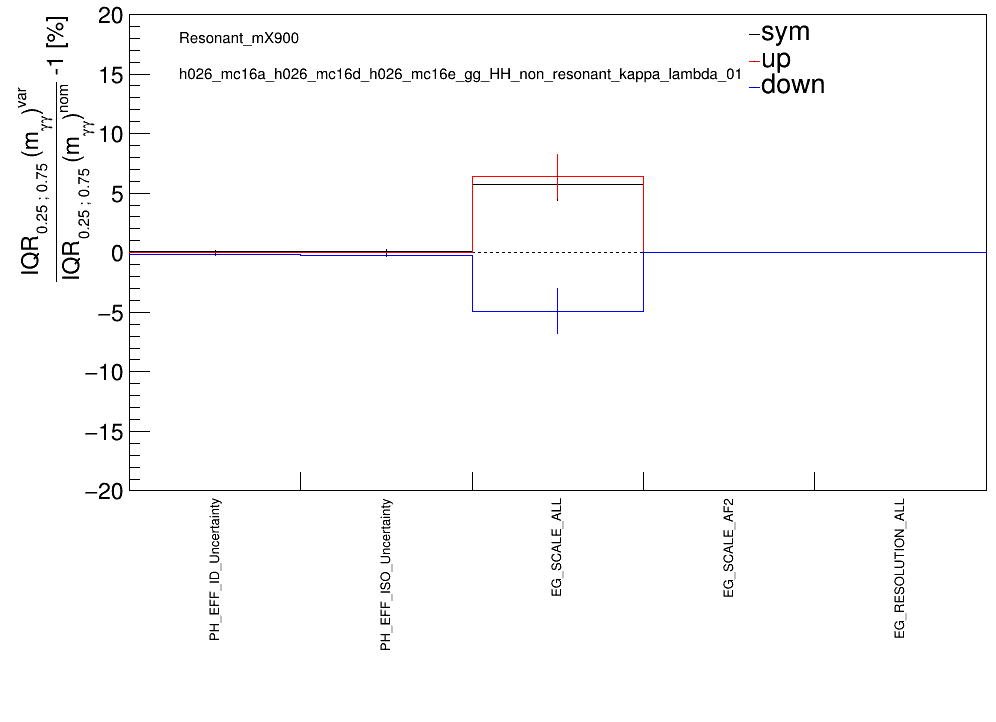 IQR0.25 ; 0.75 (mγγ)var
IQR0.25 ; 0.75 (mγγ)nom -1 [%]
20
15
10
5
0
−5
−10
−15
−20
Resonant_mX900
h026_mc16a_h026_mc16d_h026_mc16e_gg_HH_non_resonant_kappa_lambda_01
sym
up
down
PH_EFF_ID_Uncertainty
PH_EFF_ISO_Uncertainty
EG_SCALE_ALL
EG_SCALE_AF2
EG_RESOLUTION_ALL